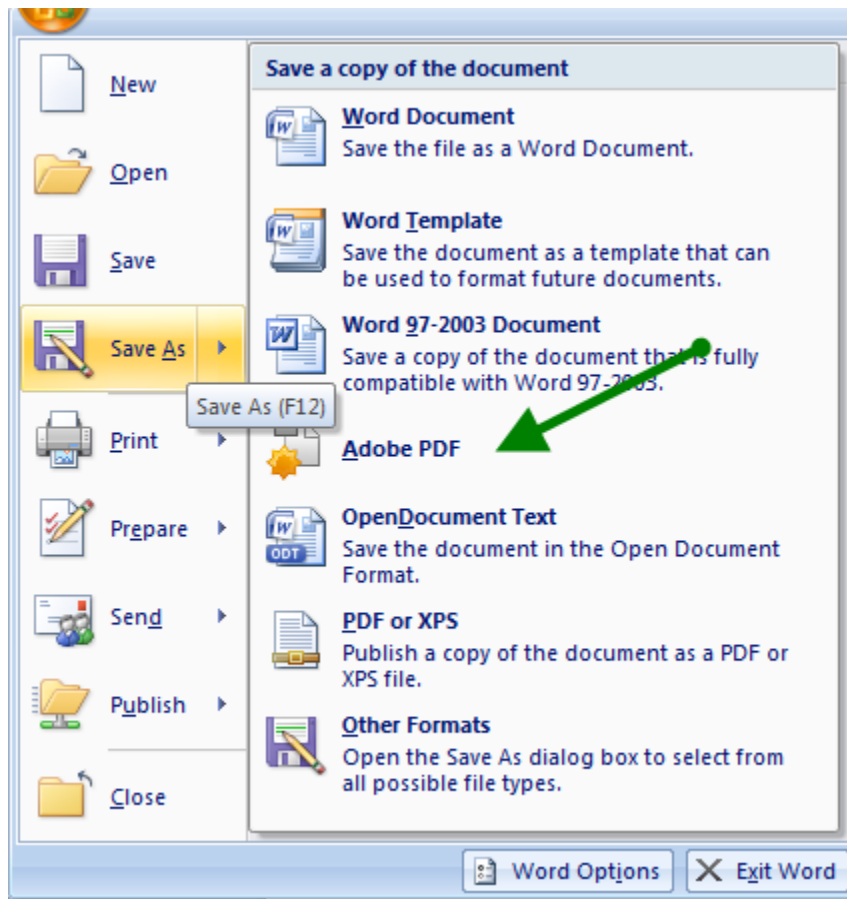 New
Open
Save
Save As
Save As (F12)
Print
Prepare
Send
Publish
Close
Save a copy of the document
Word Document
Save the file as a Word Document.
Word Template
Save the document as a template that can
be used to format future documents.
Word 97-2003 Document
Save a copy of the document that is fully
compatible with Word 97-2003.
Adobe PDF
OpenDocument Text
ODT
Save the document in the Open Document
Format.
PDF or XPS
Publish a copy of the document as a PDF or
XPS file.
Other Formats
Open the Save As dialog box to select from
all possible file types.
Word Options
Exit Word